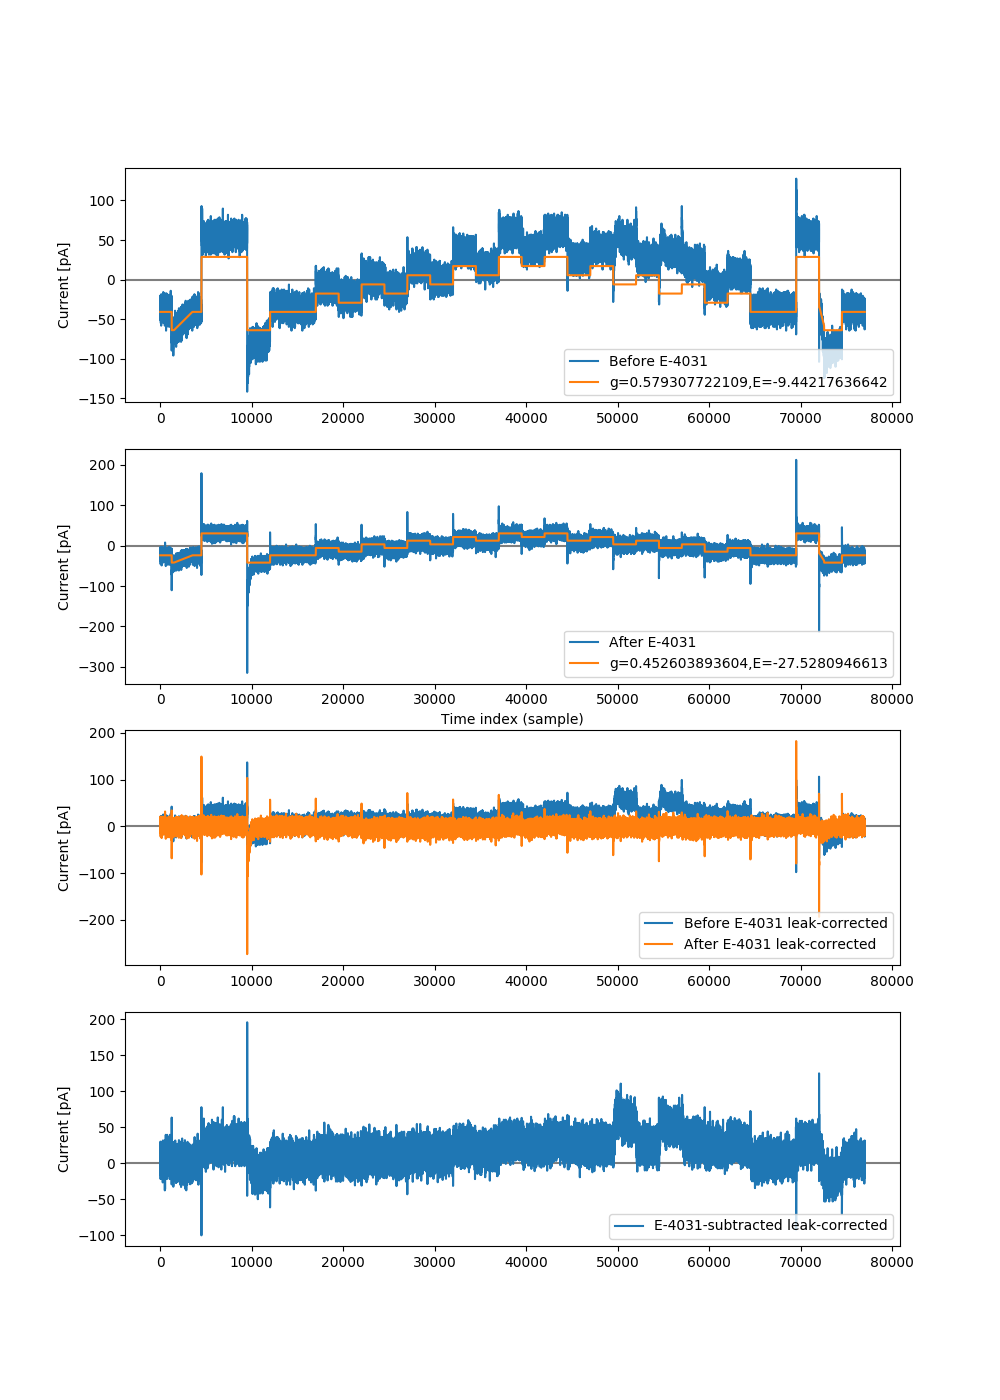 100
50
0
−50
−100
−150
Current [pA]
Before E-4031
g=0.579307722109,E=-9.44217636642
0 10000 20000 30000 40000 50000 60000 70000 80000
200
100
0
−100
−200
−300
Current [pA]
After E-4031
g=0.452603893604,E=-27.5280946613
0 10000 20000 30000 40000 50000 60000 70000 80000
Time index (sample)
200
100
0
−100
−200
Current [pA]
Before E-4031 leak-corrected
After E-4031 leak-corrected
0 10000 20000 30000 40000 50000 60000 70000 80000
200
150
100
50
0
−50
−100
Current [pA]
E-4031-subtracted leak-corrected
0 10000 20000 30000 40000 50000 60000 70000 80000